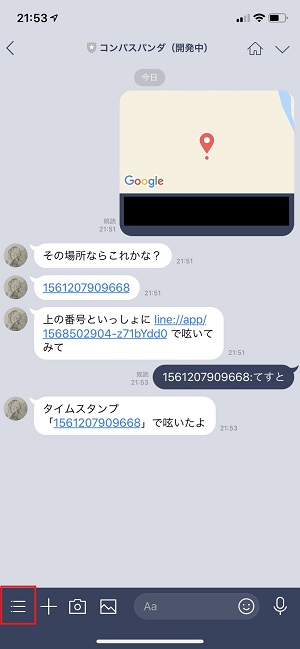 21:53
コンパスパンダ（開発中）
今日
Google
既読
21:51
その場所ならこれかな？
21:51
1561207909668
21:51
上の番号といっしょに line://app/
1568502904-z71bYdd0 で呟いて
みて
21:51
既読
21:53
1561207909668:てすと
タイムスタンプ
「1561207909668」で呟いたよ
21:53
Aa